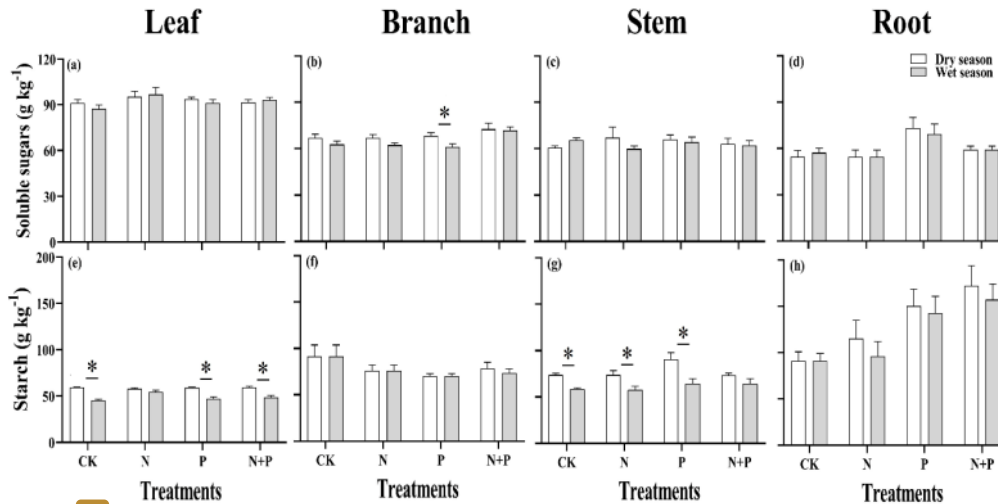 Leaf Branch Stem Root
(a) (b) (c) (d)
Dry season
Wet season
Soluble sugars (g kg⁻¹)
120
90
60
30
0
*
(e) (f) (g) (h)
Starch (g kg⁻¹)
200
150
100
50
0
* * * * * *
CK N P N+P CK N P N+P CK N P N+P CK N P N+P
Treatments Treatments Treatments Treatments